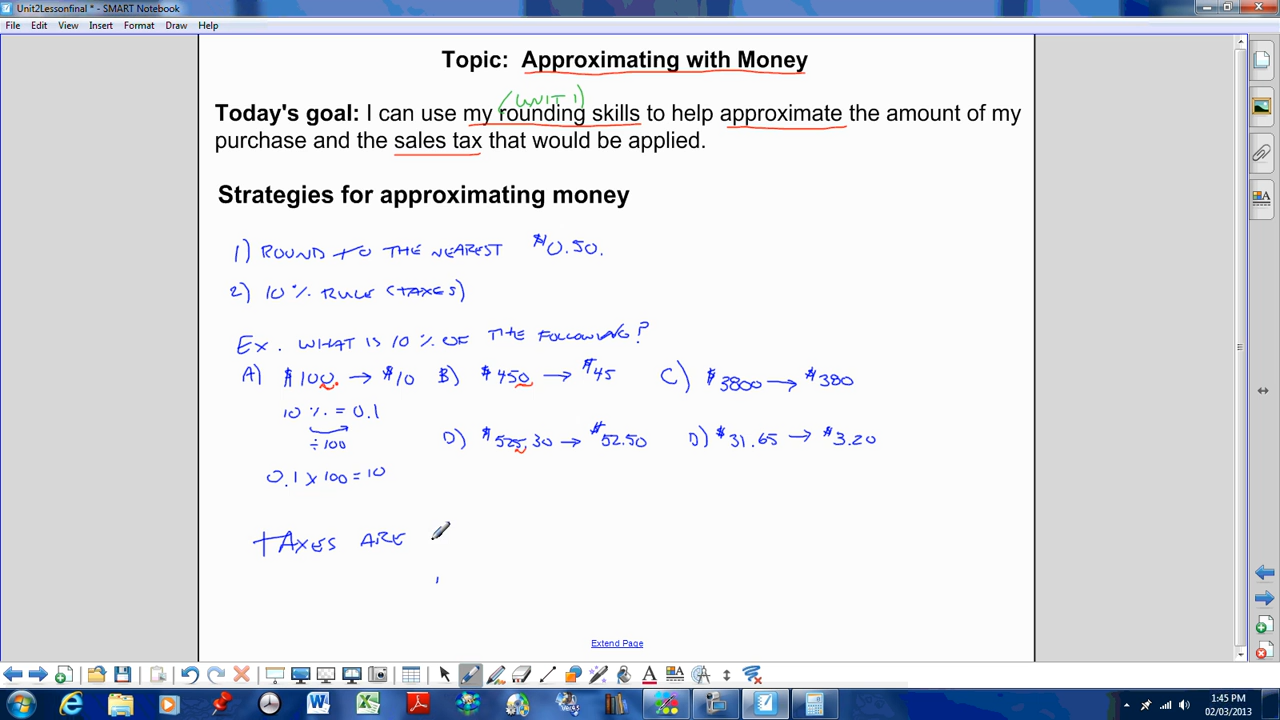 Unit2Lessonfinal * - SMART Notebook
File Edit View Insert Format Draw Help
Topic: Approximating with Money
(UNIT 1)
Today's goal: I can use my rounding skills to help approximate the amount of my
purchase and the sales tax that would be applied.
Strategies for approximating money
1) ROUND TO THE NEAREST $0.50.
2) 10% RULE (TAXES)
EX. WHAT IS 10% OF THE FOLLOWING?
A) $100. → $10 B) $450 → $45 C) $3800 → $380
10% = 0.1
÷100
D) $525.30 → $52.50 D) $31.65 → $3.20
0.1 x 100 = 10
TAXES ARE
Extend Page
1:45 PM
02/03/2013